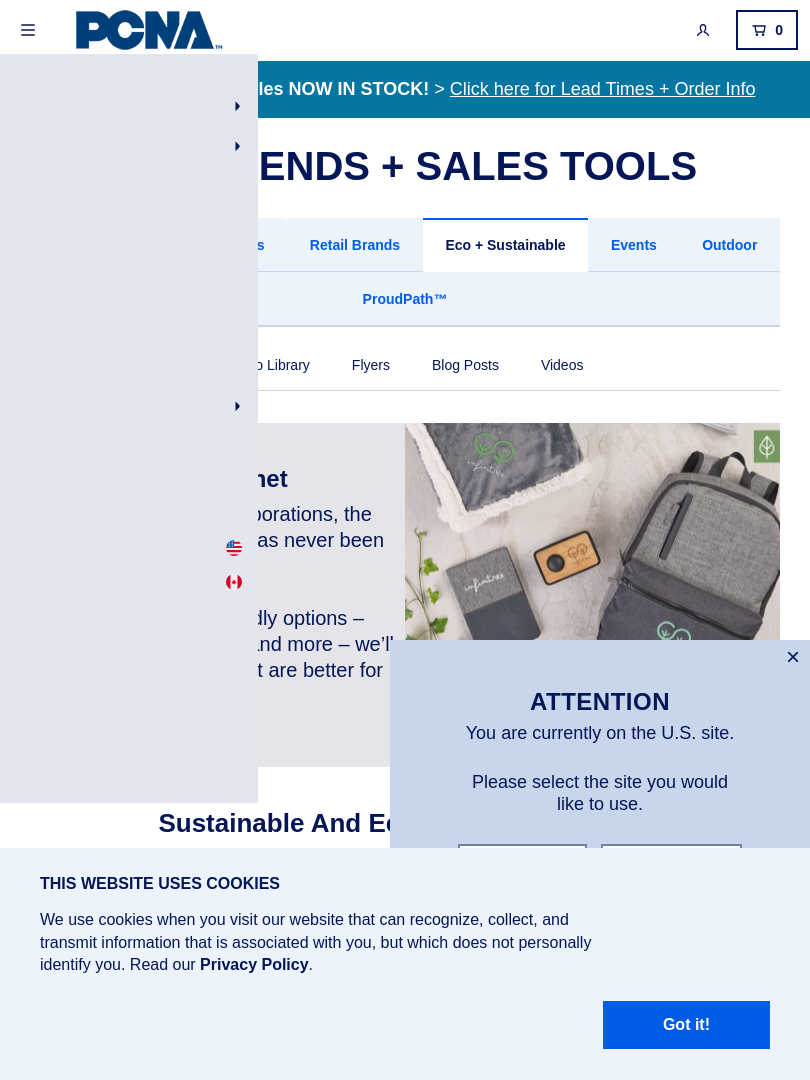 PCNA™
0
les NOW IN STOCK! > Click here for Lead Times + Order Info
ENDS + SALES TOOLS
s
Retail Brands
Eco + Sustainable
Events
Outdoor
ProudPath™
Library
Flyers
Blog Posts
Videos
infinitree
infinitree
net
porations, the
as never been
dly options –
and more – we'll
t are better for
ATTENTION
You are currently on the U.S. site.
Please select the site you would
like to use.
Sustainable And Ec
THIS WEBSITE USES COOKIES
We use cookies when you visit our website that can recognize, collect, and
transmit information that is associated with you, but which does not personally
identify you. Read our Privacy Policy.
Got it!